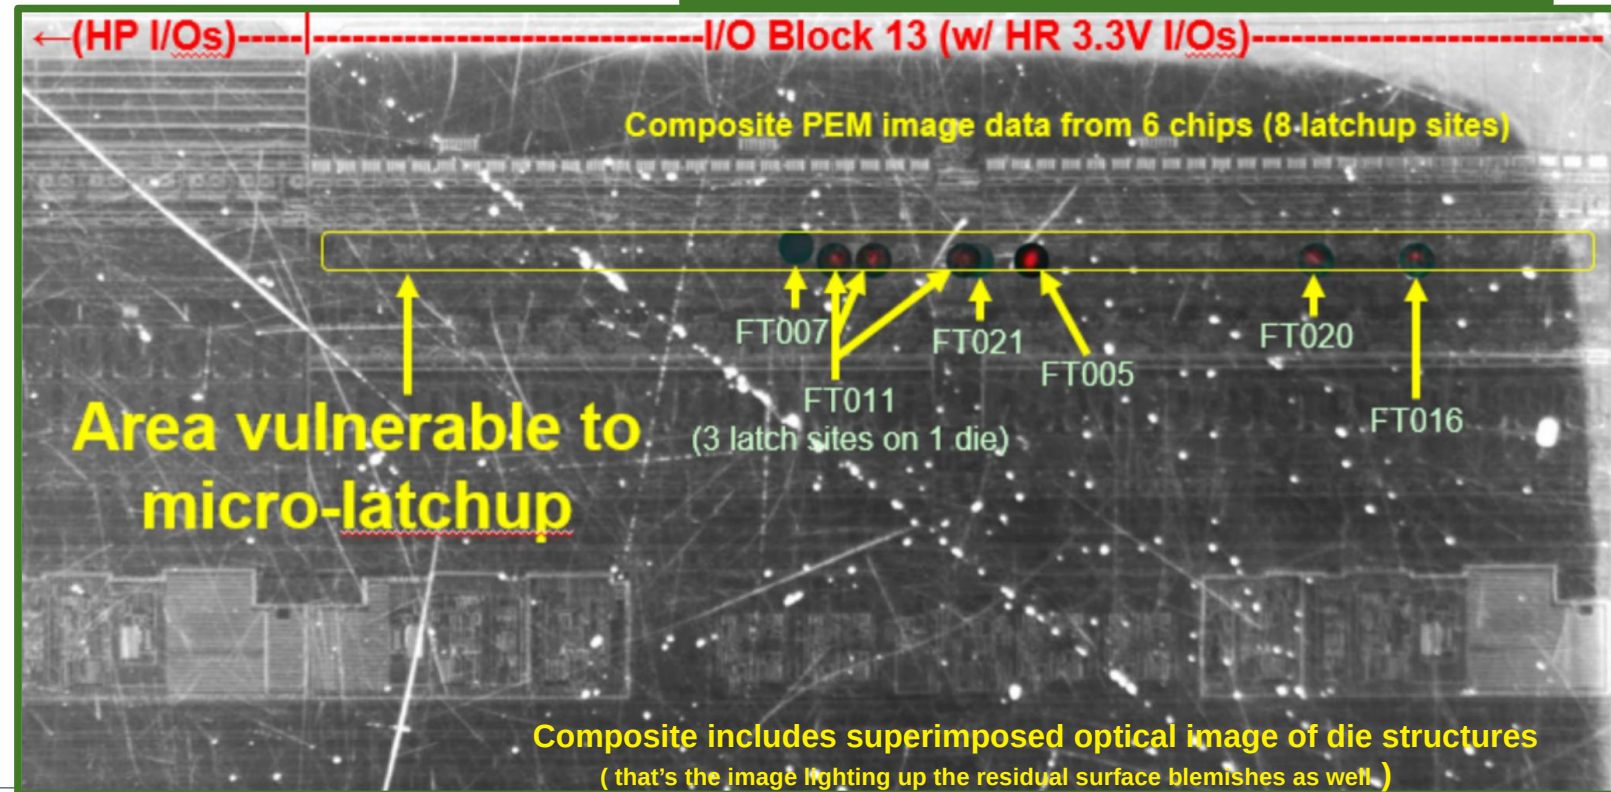 ←(HP I/Os)-----|------------------------------I/O Block 13 (w/ HR 3.3V I/Os)---------------------------
Composite PEM image data from 6 chips (8 latchup sites)
FT007
FT021
FT020
FT005
FT011
(3 latch sites on 1 die)
FT016
Area vulnerable to
micro-latchup
Composite includes superimposed optical image of die structures
( that’s the image lighting up the residual surface blemishes as well )